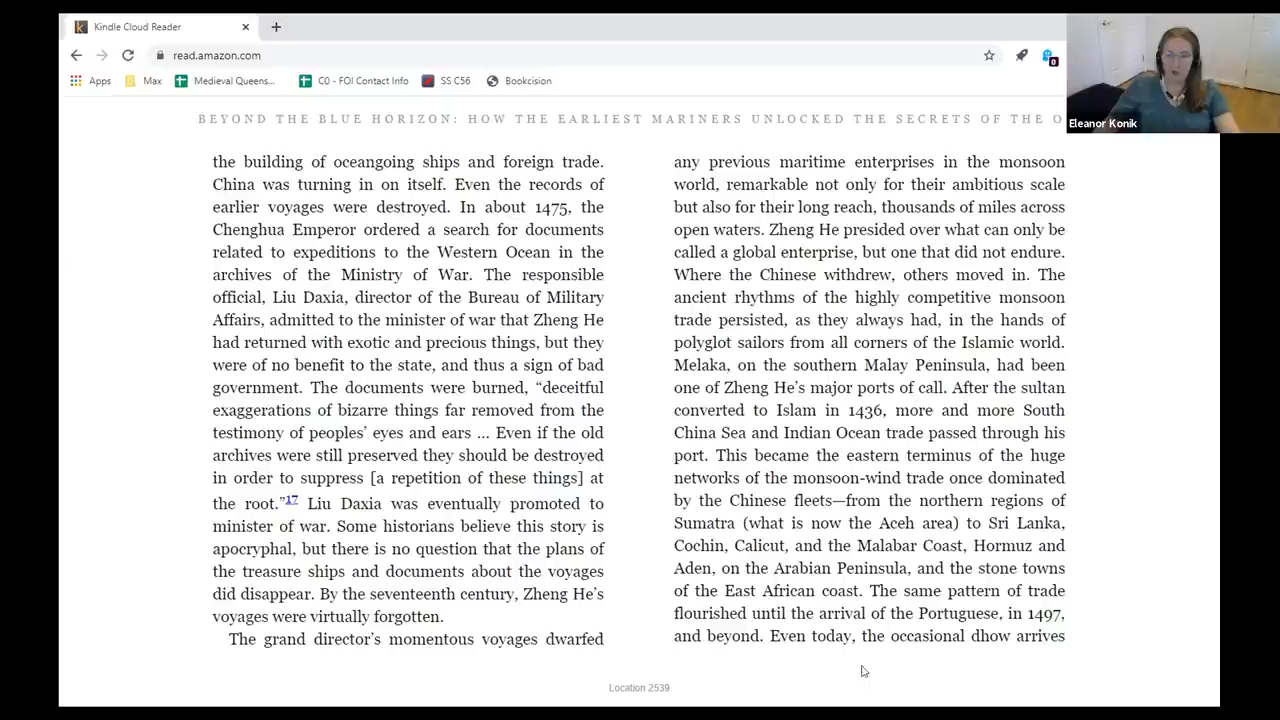 Kindle Cloud Reader
read.amazon.com
Apps
Max
Medieval Queens...
C0 - FOI Contact Info
SS C56
Bookcision
0
Eleanor Konik
BEYOND THE BLUE HORIZON: HOW THE EARLIEST MARINERS UNLOCKED THE SECRETS OF THE O
the building of oceangoing ships and foreign trade.
China was turning in on itself. Even the records of
earlier voyages were destroyed. In about 1475, the
Chenghua Emperor ordered a search for documents
related to expeditions to the Western Ocean in the
archives of the Ministry of War. The responsible
official, Liu Daxia, director of the Bureau of Military
Affairs, admitted to the minister of war that Zheng He
had returned with exotic and precious things, but they
were of no benefit to the state, and thus a sign of bad
government. The documents were burned, “deceitful
exaggerations of bizarre things far removed from the
testimony of peoples’ eyes and ears ... Even if the old
archives were still preserved they should be destroyed
in order to suppress [a repetition of these things] at
the root.”17 Liu Daxia was eventually promoted to
minister of war. Some historians believe this story is
apocryphal, but there is no question that the plans of
the treasure ships and documents about the voyages
did disappear. By the seventeenth century, Zheng He’s
voyages were virtually forgotten.
The grand director’s momentous voyages dwarfed
any previous maritime enterprises in the monsoon
world, remarkable not only for their ambitious scale
but also for their long reach, thousands of miles across
open waters. Zheng He presided over what can only be
called a global enterprise, but one that did not endure.
Where the Chinese withdrew, others moved in. The
ancient rhythms of the highly competitive monsoon
trade persisted, as they always had, in the hands of
polyglot sailors from all corners of the Islamic world.
Melaka, on the southern Malay Peninsula, had been
one of Zheng He’s major ports of call. After the sultan
converted to Islam in 1436, more and more South
China Sea and Indian Ocean trade passed through his
port. This became the eastern terminus of the huge
networks of the monsoon-wind trade once dominated
by the Chinese fleets—from the northern regions of
Sumatra (what is now the Aceh area) to Sri Lanka,
Cochin, Calicut, and the Malabar Coast, Hormuz and
Aden, on the Arabian Peninsula, and the stone towns
of the East African coast. The same pattern of trade
flourished until the arrival of the Portuguese, in 1497,
and beyond. Even today, the occasional dhow arrives
Location 2539